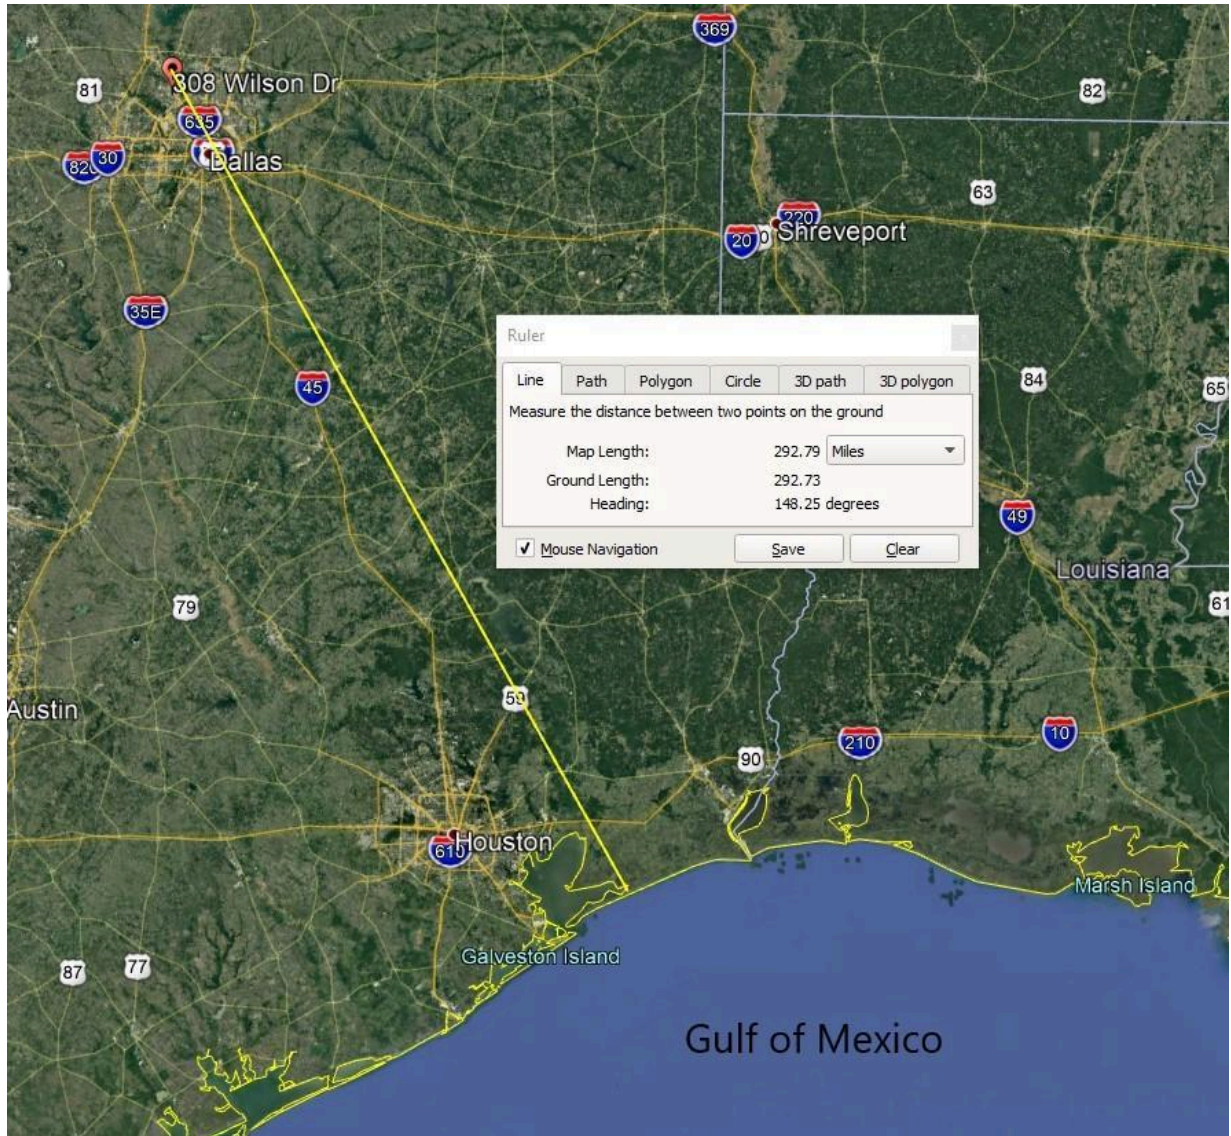 369
81
308 Wilson Dr
82
635
30
820
Dallas
63
220
20
Shreveport
35E
Ruler
45
Line Path Polygon Circle 3D path 3D polygon
84
65
Measure the distance between two points on the ground
Map Length: 292.79 Miles
Ground Length: 292.73
Heading: 148.25 degrees
49
Mouse Navigation Save Clear
Louisiana
79
61
59
Austin
210
10
90
Houston
610
Marsh Island
Galveston Island
87
77
Gulf of Mexico